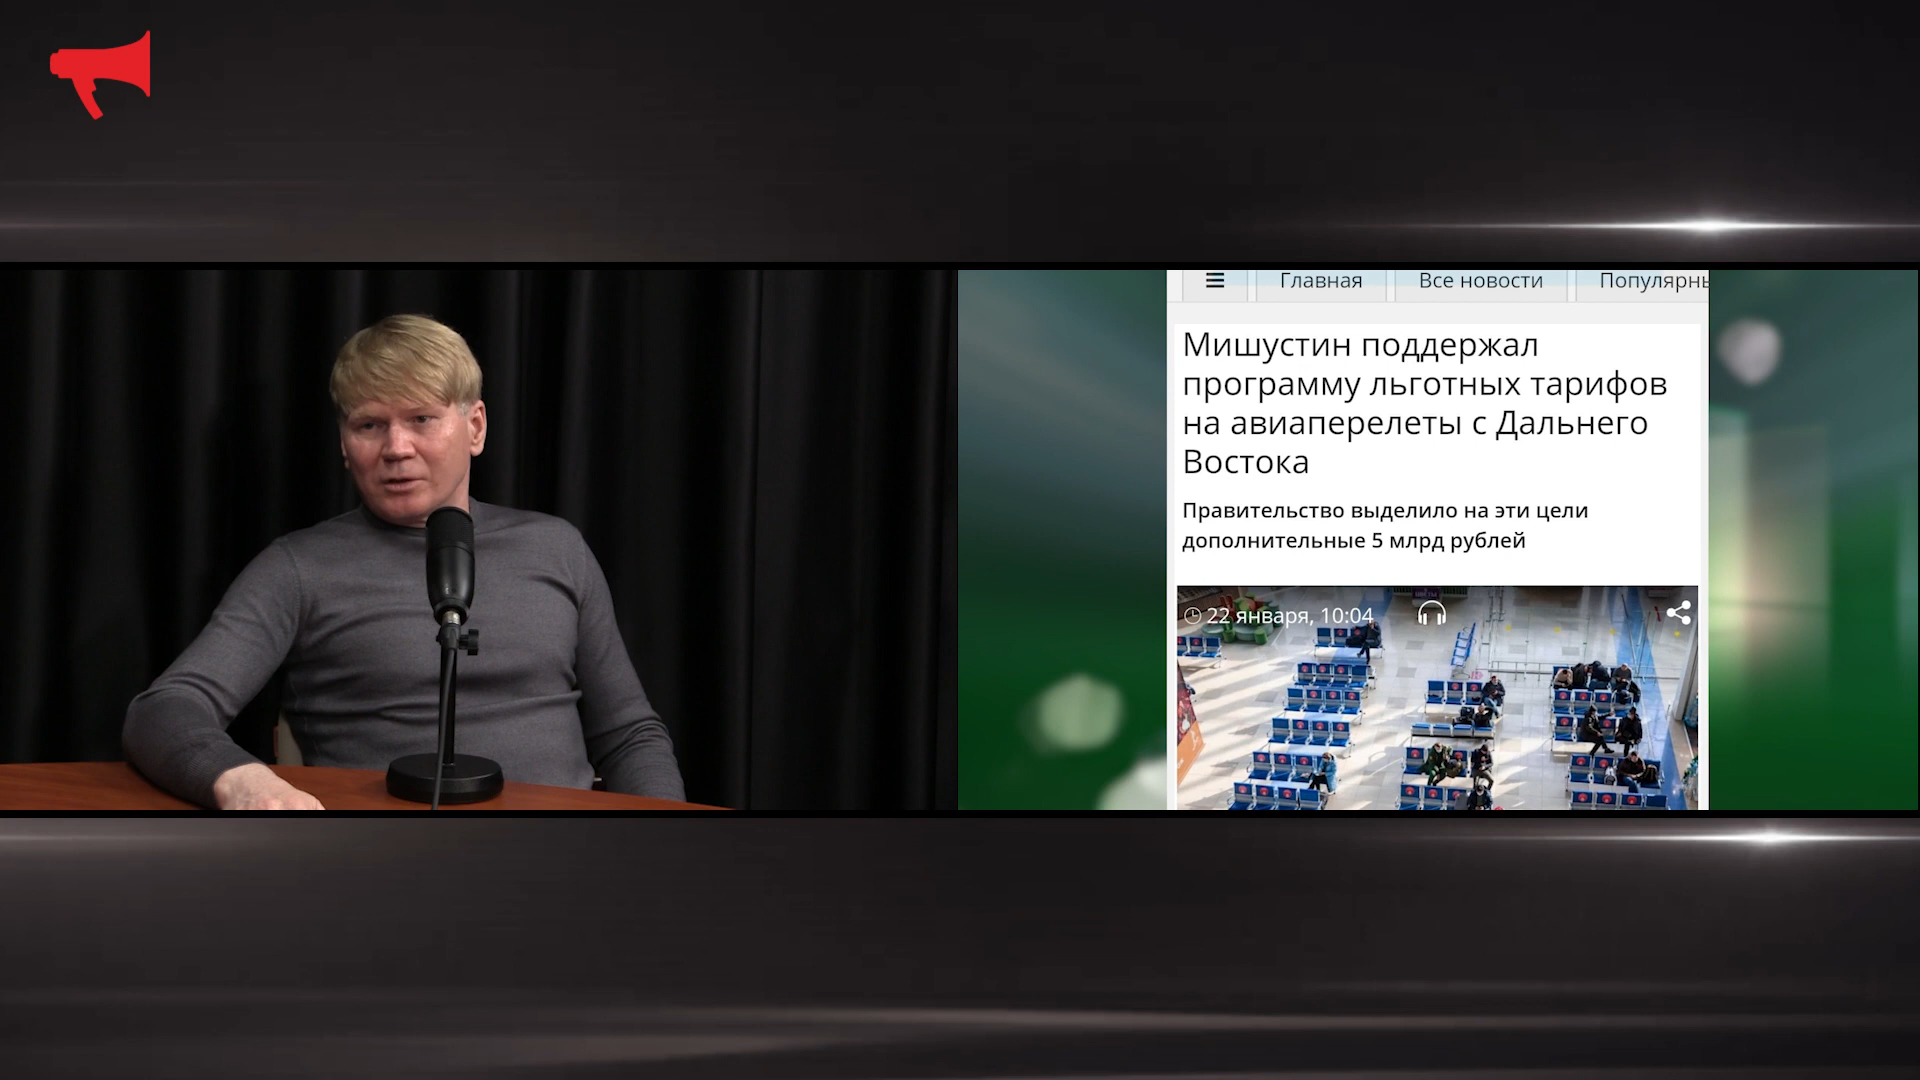 Главная Все новости Популярны
Мишустин поддержал
программу льготных тарифов
на авиаперелеты с Дальнего
Востока
Правительство выделило на эти цели
дополнительные 5 млрд рублей
22 января, 10:04